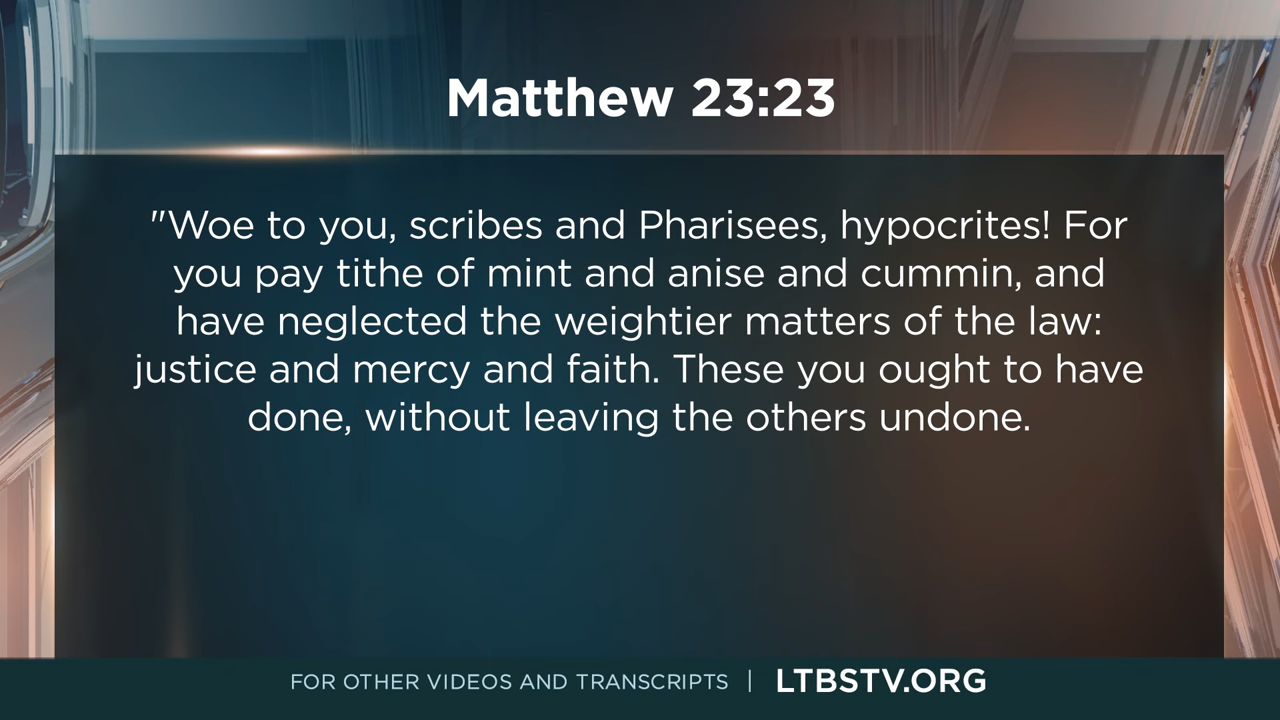 Matthew 23:23
"Woe to you, scribes and Pharisees, hypocrites! For
you pay tithe of mint and anise and cummin, and
have neglected the weightier matters of the law:
justice and mercy and faith. These you ought to have
done, without leaving the others undone.
FOR OTHER VIDEOS AND TRANSCRIPTS | LTBSTV.ORG